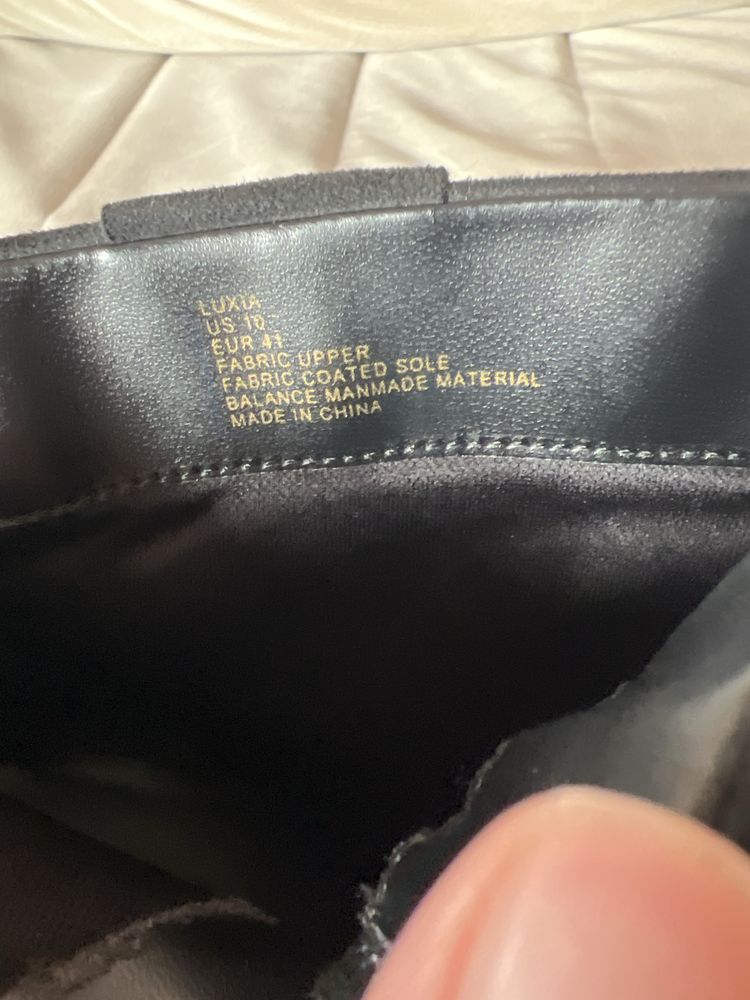 LUXIA
US 10
EUR 41
FABRIC UPPER
FABRIC COATED SOLE
BALANCE MANMADE MATERIAL
MADE IN CHINA